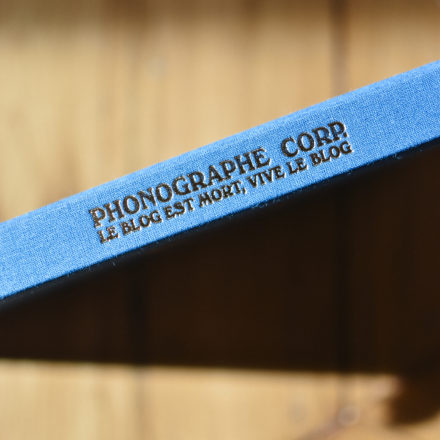 PHONOGRAPHE CORP.
LE BLOG EST MORT, VIVE LE BLOG